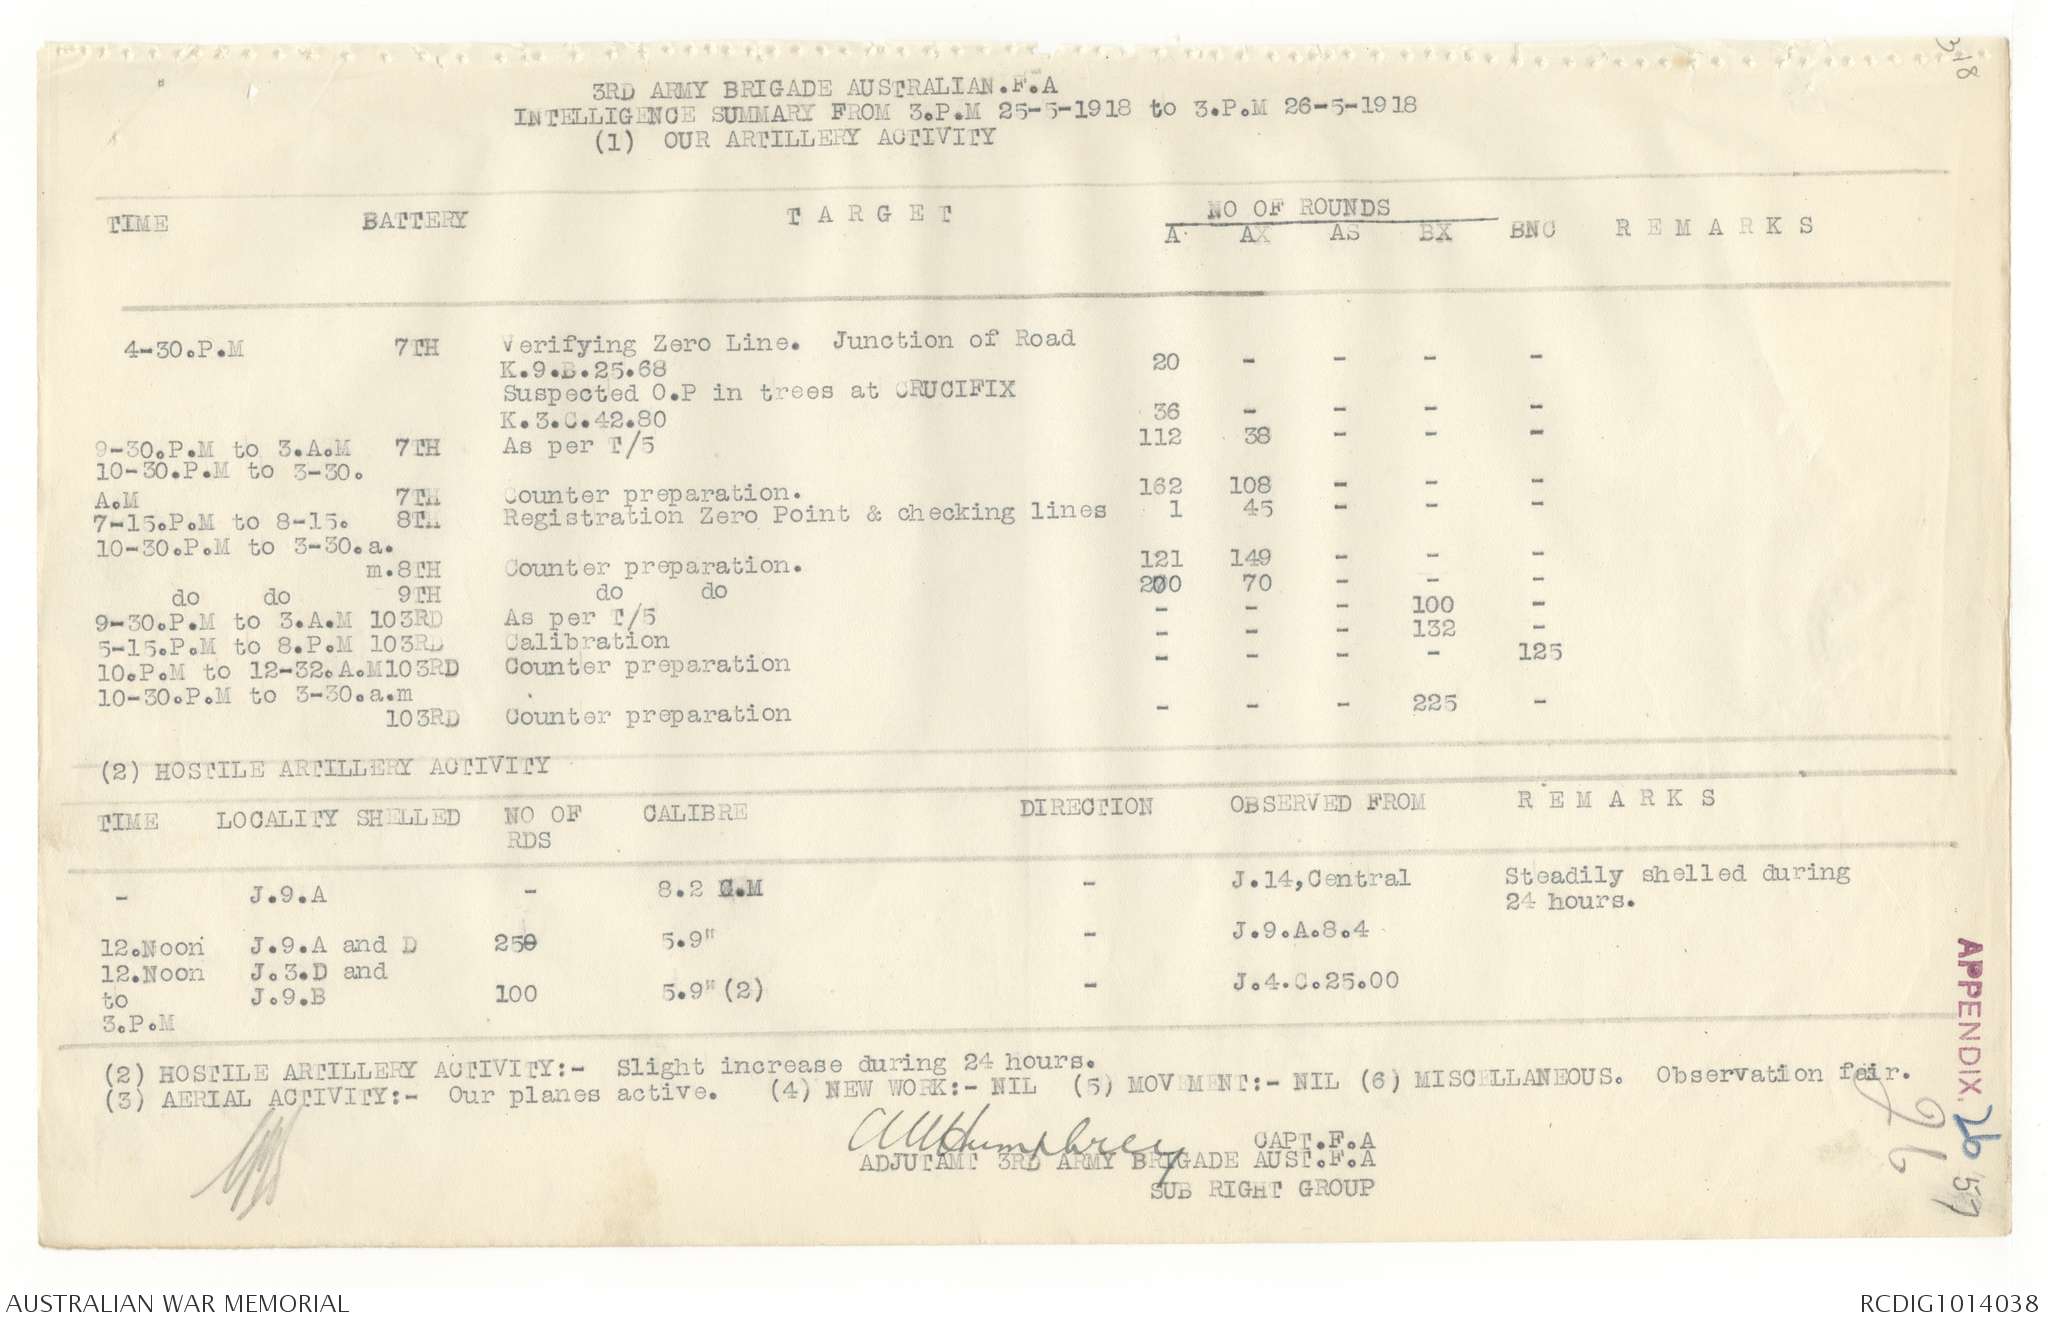 3RD ARMY BRIGADE AUSTRALIAN.F.A
INTELLIGENCE SUMMARY FROM 3.P.M 25-5-1918 to 3.P.M 26-5-1918
(1) OUR ARTILLERY ACTIVITY
TIME BATTERY T A R G E T NO OF ROUNDS
A AX AS BX BNC R E M A R K S
4-30.P.M 7TH Verifying Zero Line. Junction of Road
K.9.B.25.68 20 - - - -
Suspected O.P in trees at CRUCIFIX
K.3.C.42.80 36 - - - -
9-30.P.M to 3.A.M 7TH As per T/5 112 38 - - -
10-30.P.M to 3-30.
A.M 7TH Counter preparation. 162 108 - - -
7-15.P.M to 8-15. 8TH Registration Zero Point & checking lines 1 45 - - -
10-30.P.M to 3-30.a.
m.8TH Counter preparation. 121 149 - - -
do do 9TH do do 200 70 - - -
9-30.P.M to 3.A.M 103RD As per T/5 - - - 100 -
5-15.P.M to 8.P.M 103RD Calibration - - - 132 -
10.P.M to 12-32.A.M103RD Counter preparation - - - - 125
10-30.P.M to 3-30.a.m
103RD Counter preparation - - - 225 -
(2) HOSTILE ARTILLERY ACTIVITY
TIME LOCALITY SHELLED NO OF CALIBRE DIRECTION OBSERVED FROM R E M A R K S
RDS
- J.9.A - 8.2 C.M - J.14,Central Steadily shelled during
24 hours.
12.Noon J.9.A and D 250 5.9" - J.9.A.8.4
12.Noon J.3.D and
to J.9.B 100 5.9"(2) - J.4.C.25.00
3.P.M
(2) HOSTILE ARTILLERY ACTIVITY:- Slight increase during 24 hours.
(3) AERIAL ACTIVITY:- Our planes active. (4) NEW WORK:- NIL (5) MOVEMENT:- NIL (6) MISCELLANEOUS. Observation fair.
Humphrey CAPT.F.A
ADJUTAMT 3RD ARMY BRIGADE AUST.F.A
SUB RIGHT GROUP
APPENDIX. 26
57
AUSTRALIAN WAR MEMORIAL
RCDIG1014038